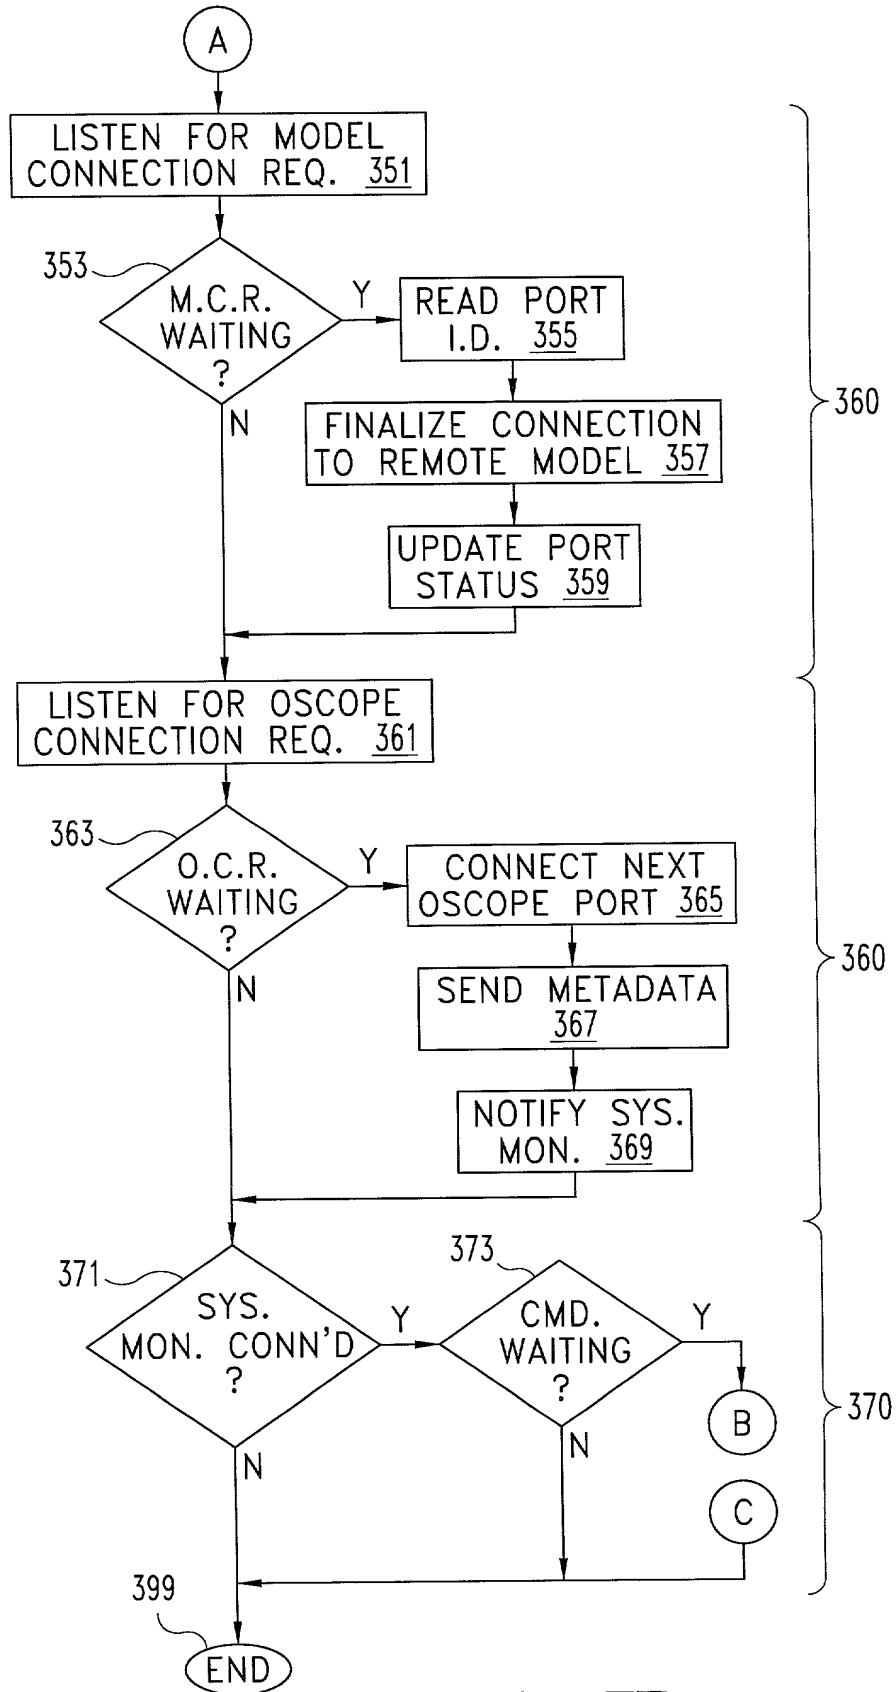 A
LISTEN FOR MODEL
CONNECTION REQ. 351
353
M.C.R.
WAITING
?
Y
N
READ PORT
I.D. 355
FINALIZE CONNECTION
TO REMOTE MODEL 357
UPDATE PORT
STATUS 359
360
LISTEN FOR OSCOPE
CONNECTION REQ. 361
363
O.C.R.
WAITING
?
Y
N
CONNECT NEXT
OSCOPE PORT 365
SEND METADATA
367
NOTIFY SYS.
MON. 369
360
371
SYS.
MON. CONN'D
?
Y
N
373
CMD.
WAITING
?
Y
N
B
C
370
399
END